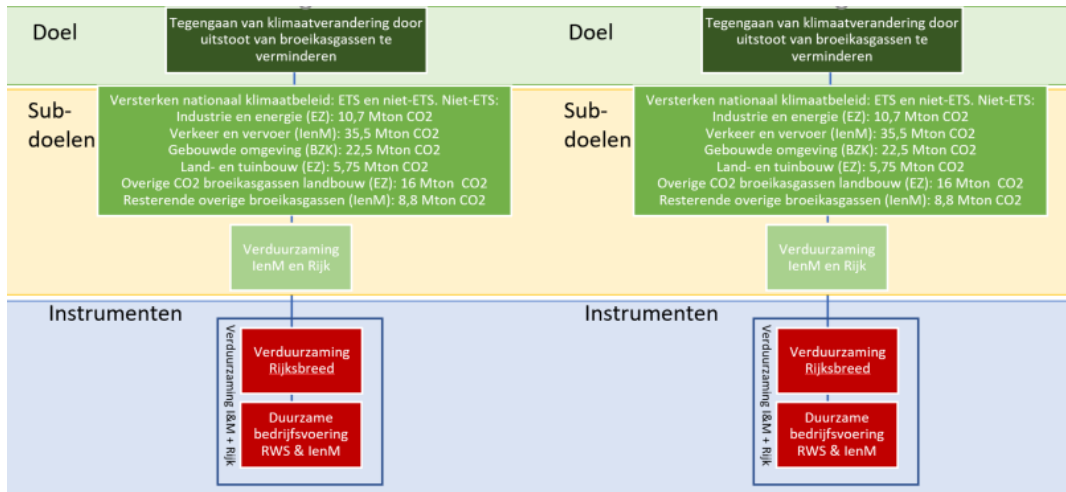 Doel
Tegengaan van klimaatverandering door
uitstoot van broeikasgassen te
verminderen
Sub-
doelen
Versterken nationaal klimaatbeleid: ETS en niet-ETS. Niet-ETS:
Industrie en energie (EZ): 10,7 Mton CO2
Verkeer en vervoer (IenM): 35,5 Mton CO2
Gebouwde omgeving (BZK): 22,5 Mton CO2
Land- en tuinbouw (EZ): 5,75 Mton CO2
Overige CO2 broeikasgassen landbouw (EZ): 16 Mton CO2
Resterende overige broeikasgassen (IenM): 8,8 Mton CO2
Verduurzaming
IenM en Rijk
Instrumenten
Verduurzaming I&M + Rijk
Verduurzaming
Rijksbreed
Duurzame
bedrijfsvoering
RWS & IenM
Doel
Tegengaan van klimaatverandering door
uitstoot van broeikasgassen te
verminderen
Sub-
doelen
Versterken nationaal klimaatbeleid: ETS en niet-ETS. Niet-ETS:
Industrie en energie (EZ): 10,7 Mton CO2
Verkeer en vervoer (IenM): 35,5 Mton CO2
Gebouwde omgeving (BZK): 22,5 Mton CO2
Land- en tuinbouw (EZ): 5,75 Mton CO2
Overige CO2 broeikasgassen landbouw (EZ): 16 Mton CO2
Resterende overige broeikasgassen (IenM): 8,8 Mton CO2
Verduurzaming
IenM en Rijk
Instrumenten
Verduurzaming I&M + Rijk
Verduurzaming
Rijksbreed
Duurzame
bedrijfsvoering
RWS & IenM